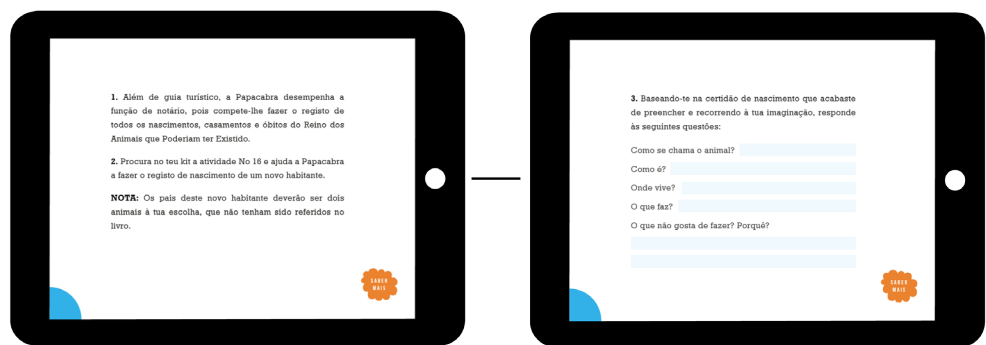 1. Além de guia turístico, a Papacabra desempenha a
função de notário, pois compete-lhe fazer o registo de
todos os nascimentos, casamentos e óbitos do Reino dos
Animais que Poderiam ter Existido.
2. Procura no teu kit a atividade No 16 e ajuda a Papacabra
a fazer o registo de nascimento de um novo habitante.
NOTA: Os pais deste novo habitante deverão ser dois
animais à tua escolha, que não tenham sido referidos no
livro.
SABER
MAIS
3. Baseando-te na certidão de nascimento que acabaste
de preencher e recorrendo à tua imaginação, responde
às seguintes questões:
Como se chama o animal?
Como é?
Onde vive?
O que faz?
O que não gosta de fazer? Porquê?
SABER
MAIS